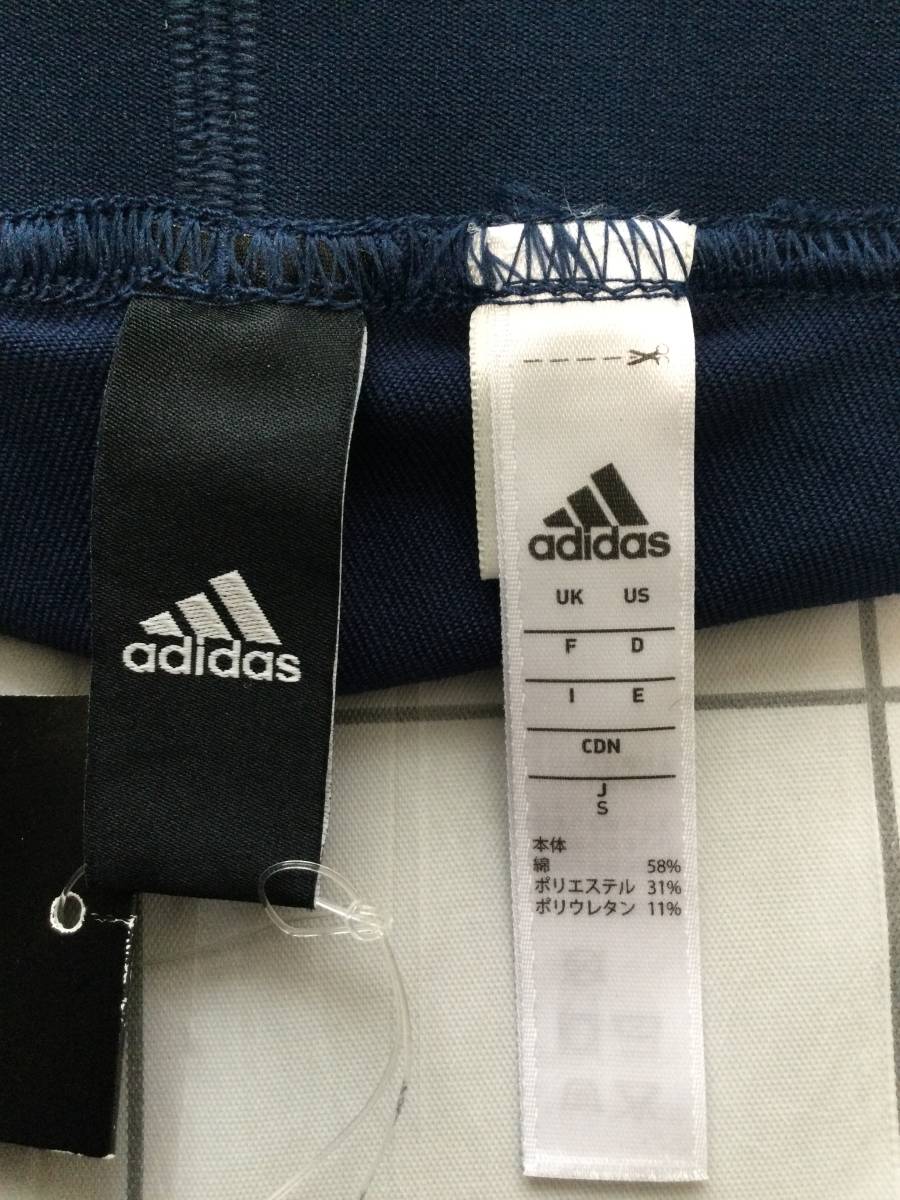 adidas
adidas
UK US
F D
I E
CDN
J
S
本体
綿 58%
ポリエステル 31%
ポリウレタン 11%